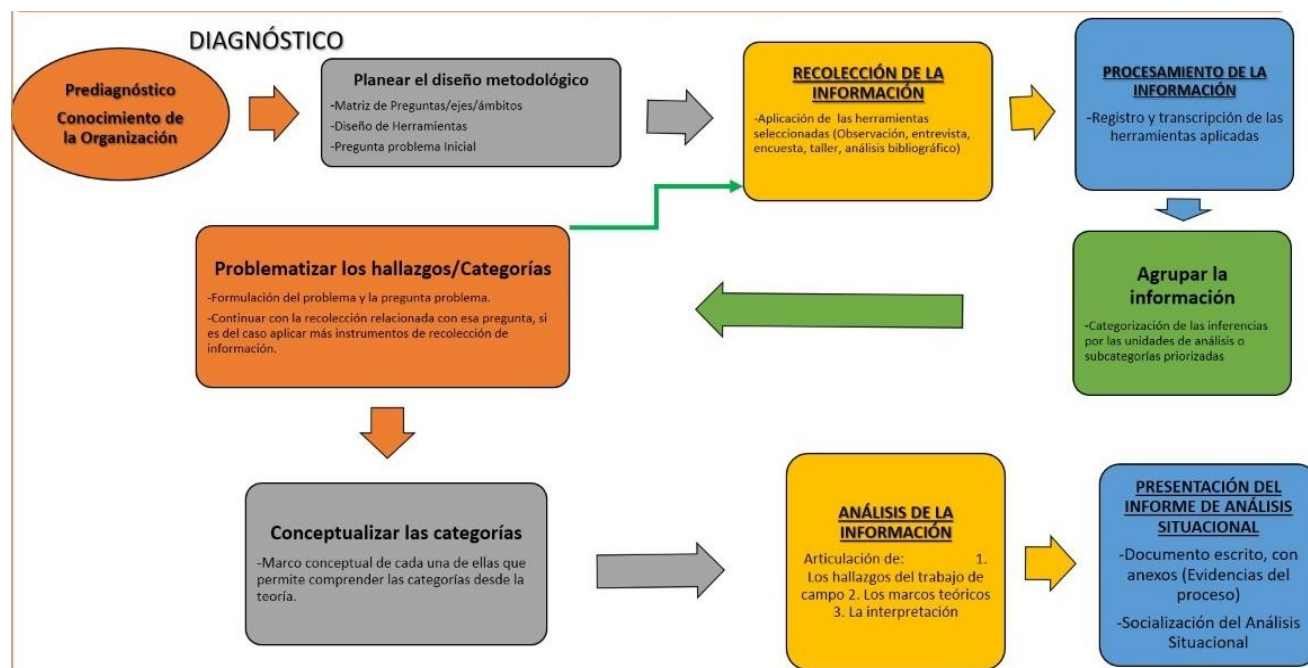 DIAGNÓSTICO
Prediagnóstico
Conocimiento de
la Organización
Planear el diseño metodológico
-Matriz de Preguntas/ejes/ámbitos
-Diseño de Herramientas
-Pregunta problema Inicial
RECOLECCIÓN DE LA
INFORMACIÓN
-Aplicación de las herramientas
seleccionadas (Observación, entrevista,
encuesta, taller, análisis bibliográfico)
PROCESAMIENTO DE LA
INFORMACIÓN
-Registro y transcripción de las
herramientas aplicadas
Agrupar la
información
-Categorización de las inferencias
por las unidades de análisis o
subcategorías priorizadas
Problematizar los hallazgos/Categorías
-Formulación del problema y la pregunta problema.
-Continuar con la recolección relacionada con esa pregunta, si
es del caso aplicar más instrumentos de recolección de
información.
Conceptualizar las categorías
-Marco conceptual de cada una de ellas que
permite comprender las categorías desde la
teoría.
ANÁLISIS DE LA
INFORMACIÓN
Articulación de: 1.
Los hallazgos del trabajo de
campo 2. Los marcos teóricos
3. La interpretación
PRESENTACIÓN DEL
INFORME DE ANÁLISIS
SITUACIONAL
-Documento escrito, con
anexos (Evidencias del
proceso)
-Socialización del Análisis
Situacional